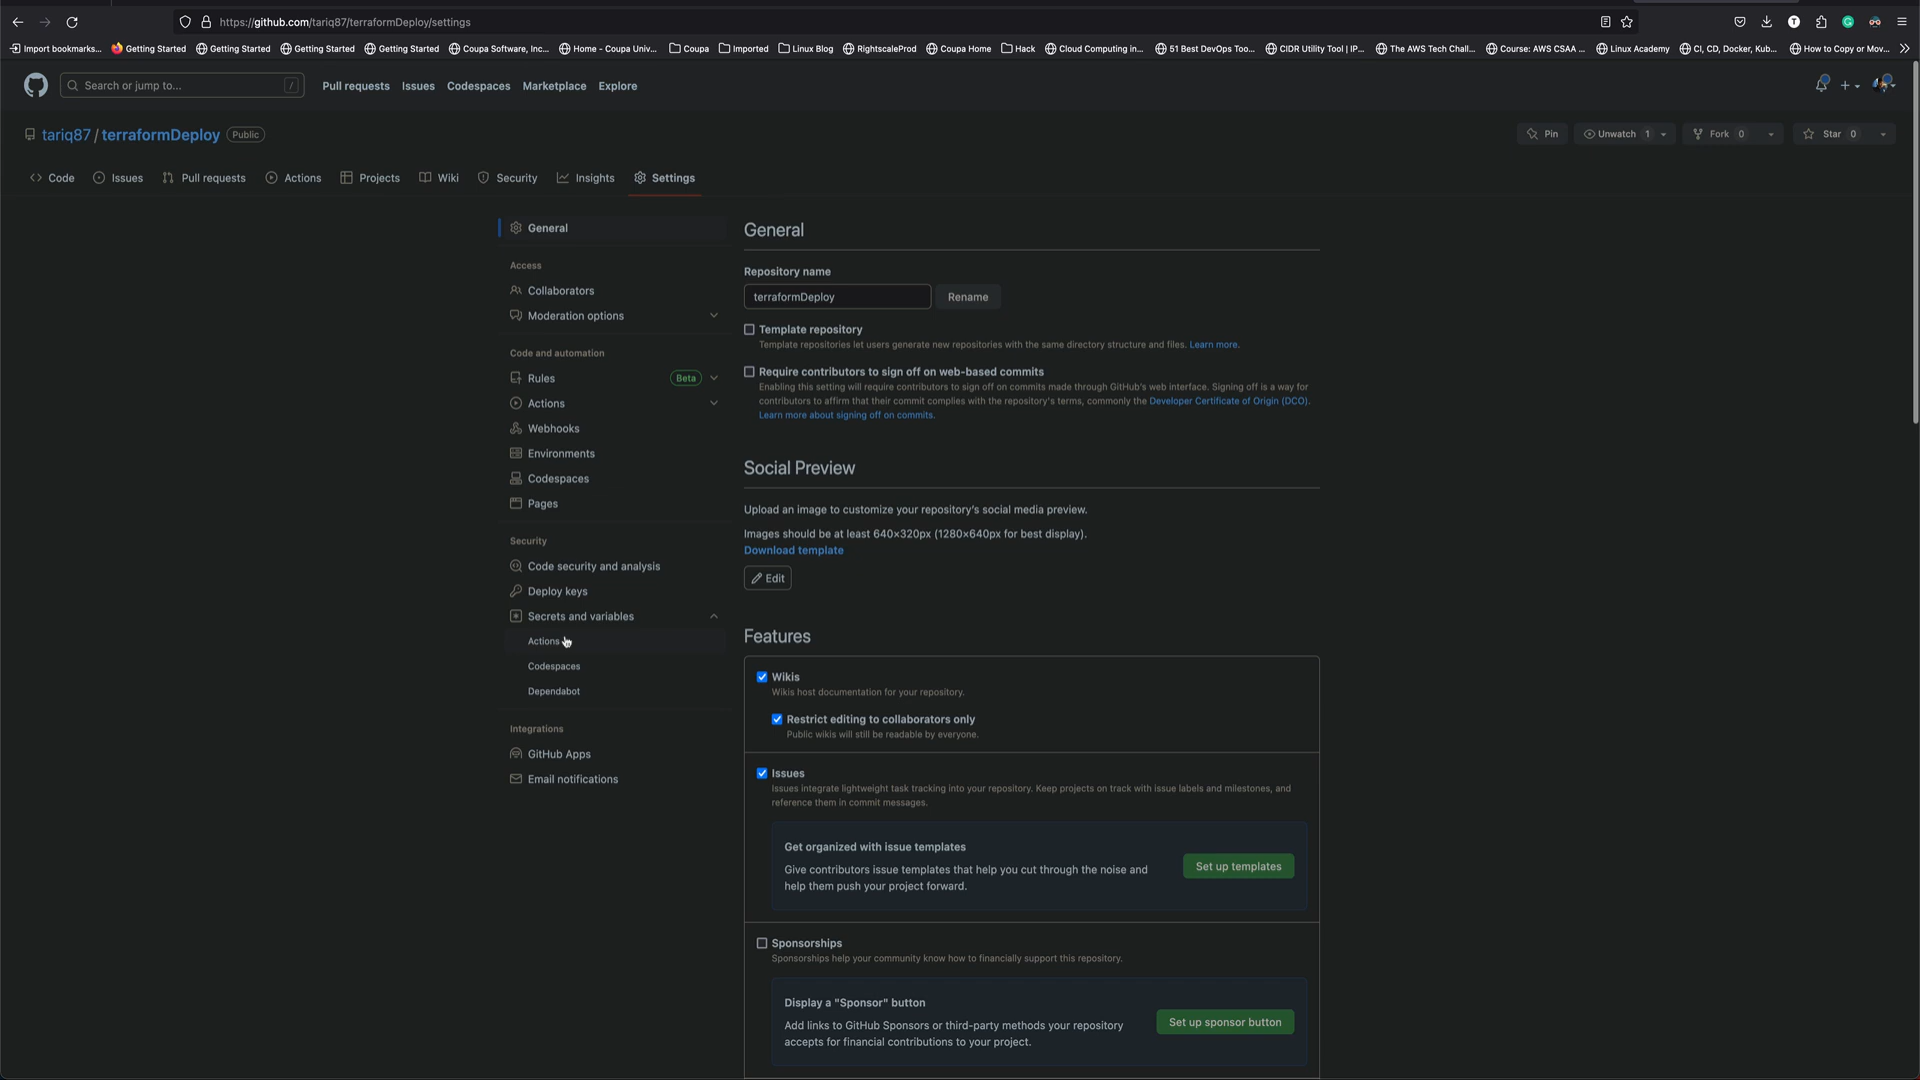 https://github.com/tariq87/terraformDeploy/settings
Import bookmarks...
Getting Started
Getting Started
Getting Started
Getting Started
Coupa Software, Inc...
Home - Coupa Univ...
Coupa
Imported
Linux Blog
RightscaleProd
Coupa Home
Hack
Cloud Computing in...
51 Best DevOps Too...
CIDR Utility Tool | IP...
The AWS Tech Chall...
Course: AWS CSAA ...
Linux Academy
CI, CD, Docker, Kub...
How to Copy or Mov...
Search or jump to...
/
Pull requests
Issues
Codespaces
Marketplace
Explore
tariq87 / terraformDeploy
Public
Pin
Unwatch 1
Fork 0
Star 0
Code
Issues
Pull requests
Actions
Projects
Wiki
Security
Insights
Settings
General
Access
Collaborators
Moderation options
Code and automation
Rules
Beta
Actions
Webhooks
Environments
Codespaces
Pages
Security
Code security and analysis
Deploy keys
Secrets and variables
Actions
Codespaces
Dependabot
Integrations
GitHub Apps
Email notifications
General
Repository name
terraformDeploy
Rename
Template repository
Template repositories let users generate new repositories with the same directory structure and files. Learn more.
Require contributors to sign off on web-based commits
Enabling this setting will require contributors to sign off on commits made through GitHub's web interface. Signing off is a way for
contributors to affirm that their commit complies with the repository's terms, commonly the Developer Certificate of Origin (DCO).
Learn more about signing off on commits.
Social Preview
Upload an image to customize your repository's social media preview.
Images should be at least 640×320px (1280×640px for best display).
Download template
Edit
Features
Wikis
Wikis host documentation for your repository.
Restrict editing to collaborators only
Public wikis will still be readable by everyone.
Issues
Issues integrate lightweight task tracking into your repository. Keep projects on track with issue labels and milestones, and
reference them in commit messages.
Get organized with issue templates
Give contributors issue templates that help you cut through the noise and
help them push your project forward.
Set up templates
Sponsorships
Sponsorships help your community know how to financially support this repository.
Display a "Sponsor" button
Add links to GitHub Sponsors or third-party methods your repository
accepts for financial contributions to your project.
Set up sponsor button